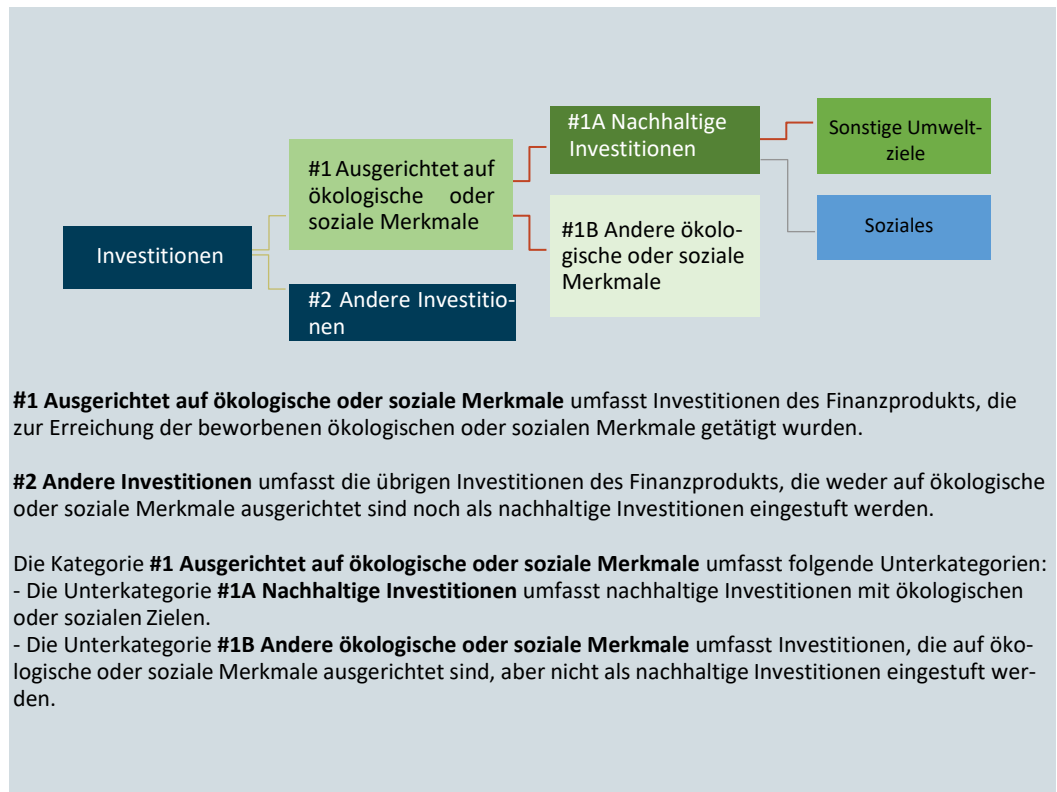 Investitionen
#1 Ausgerichtet auf
ökologische oder
soziale Merkmale
#2 Andere Investitio-
nen
#1A Nachhaltige
Investitionen
#1B Andere ökolo-
gische oder soziale
Merkmale
Sonstige Umwelt-
ziele
Soziales
#1 Ausgerichtet auf ökologische oder soziale Merkmale umfasst Investitionen des Finanzprodukts, die
zur Erreichung der beworbenen ökologischen oder sozialen Merkmale getätigt wurden.
#2 Andere Investitionen umfasst die übrigen Investitionen des Finanzprodukts, die weder auf ökologische
oder soziale Merkmale ausgerichtet sind noch als nachhaltige Investitionen eingestuft werden.
Die Kategorie #1 Ausgerichtet auf ökologische oder soziale Merkmale umfasst folgende Unterkategorien:
- Die Unterkategorie #1A Nachhaltige Investitionen umfasst nachhaltige Investitionen mit ökologischen
oder sozialen Zielen.
- Die Unterkategorie #1B Andere ökologische oder soziale Merkmale umfasst Investitionen, die auf öko-
logische oder soziale Merkmale ausgerichtet sind, aber nicht als nachhaltige Investitionen eingestuft wer-
den.